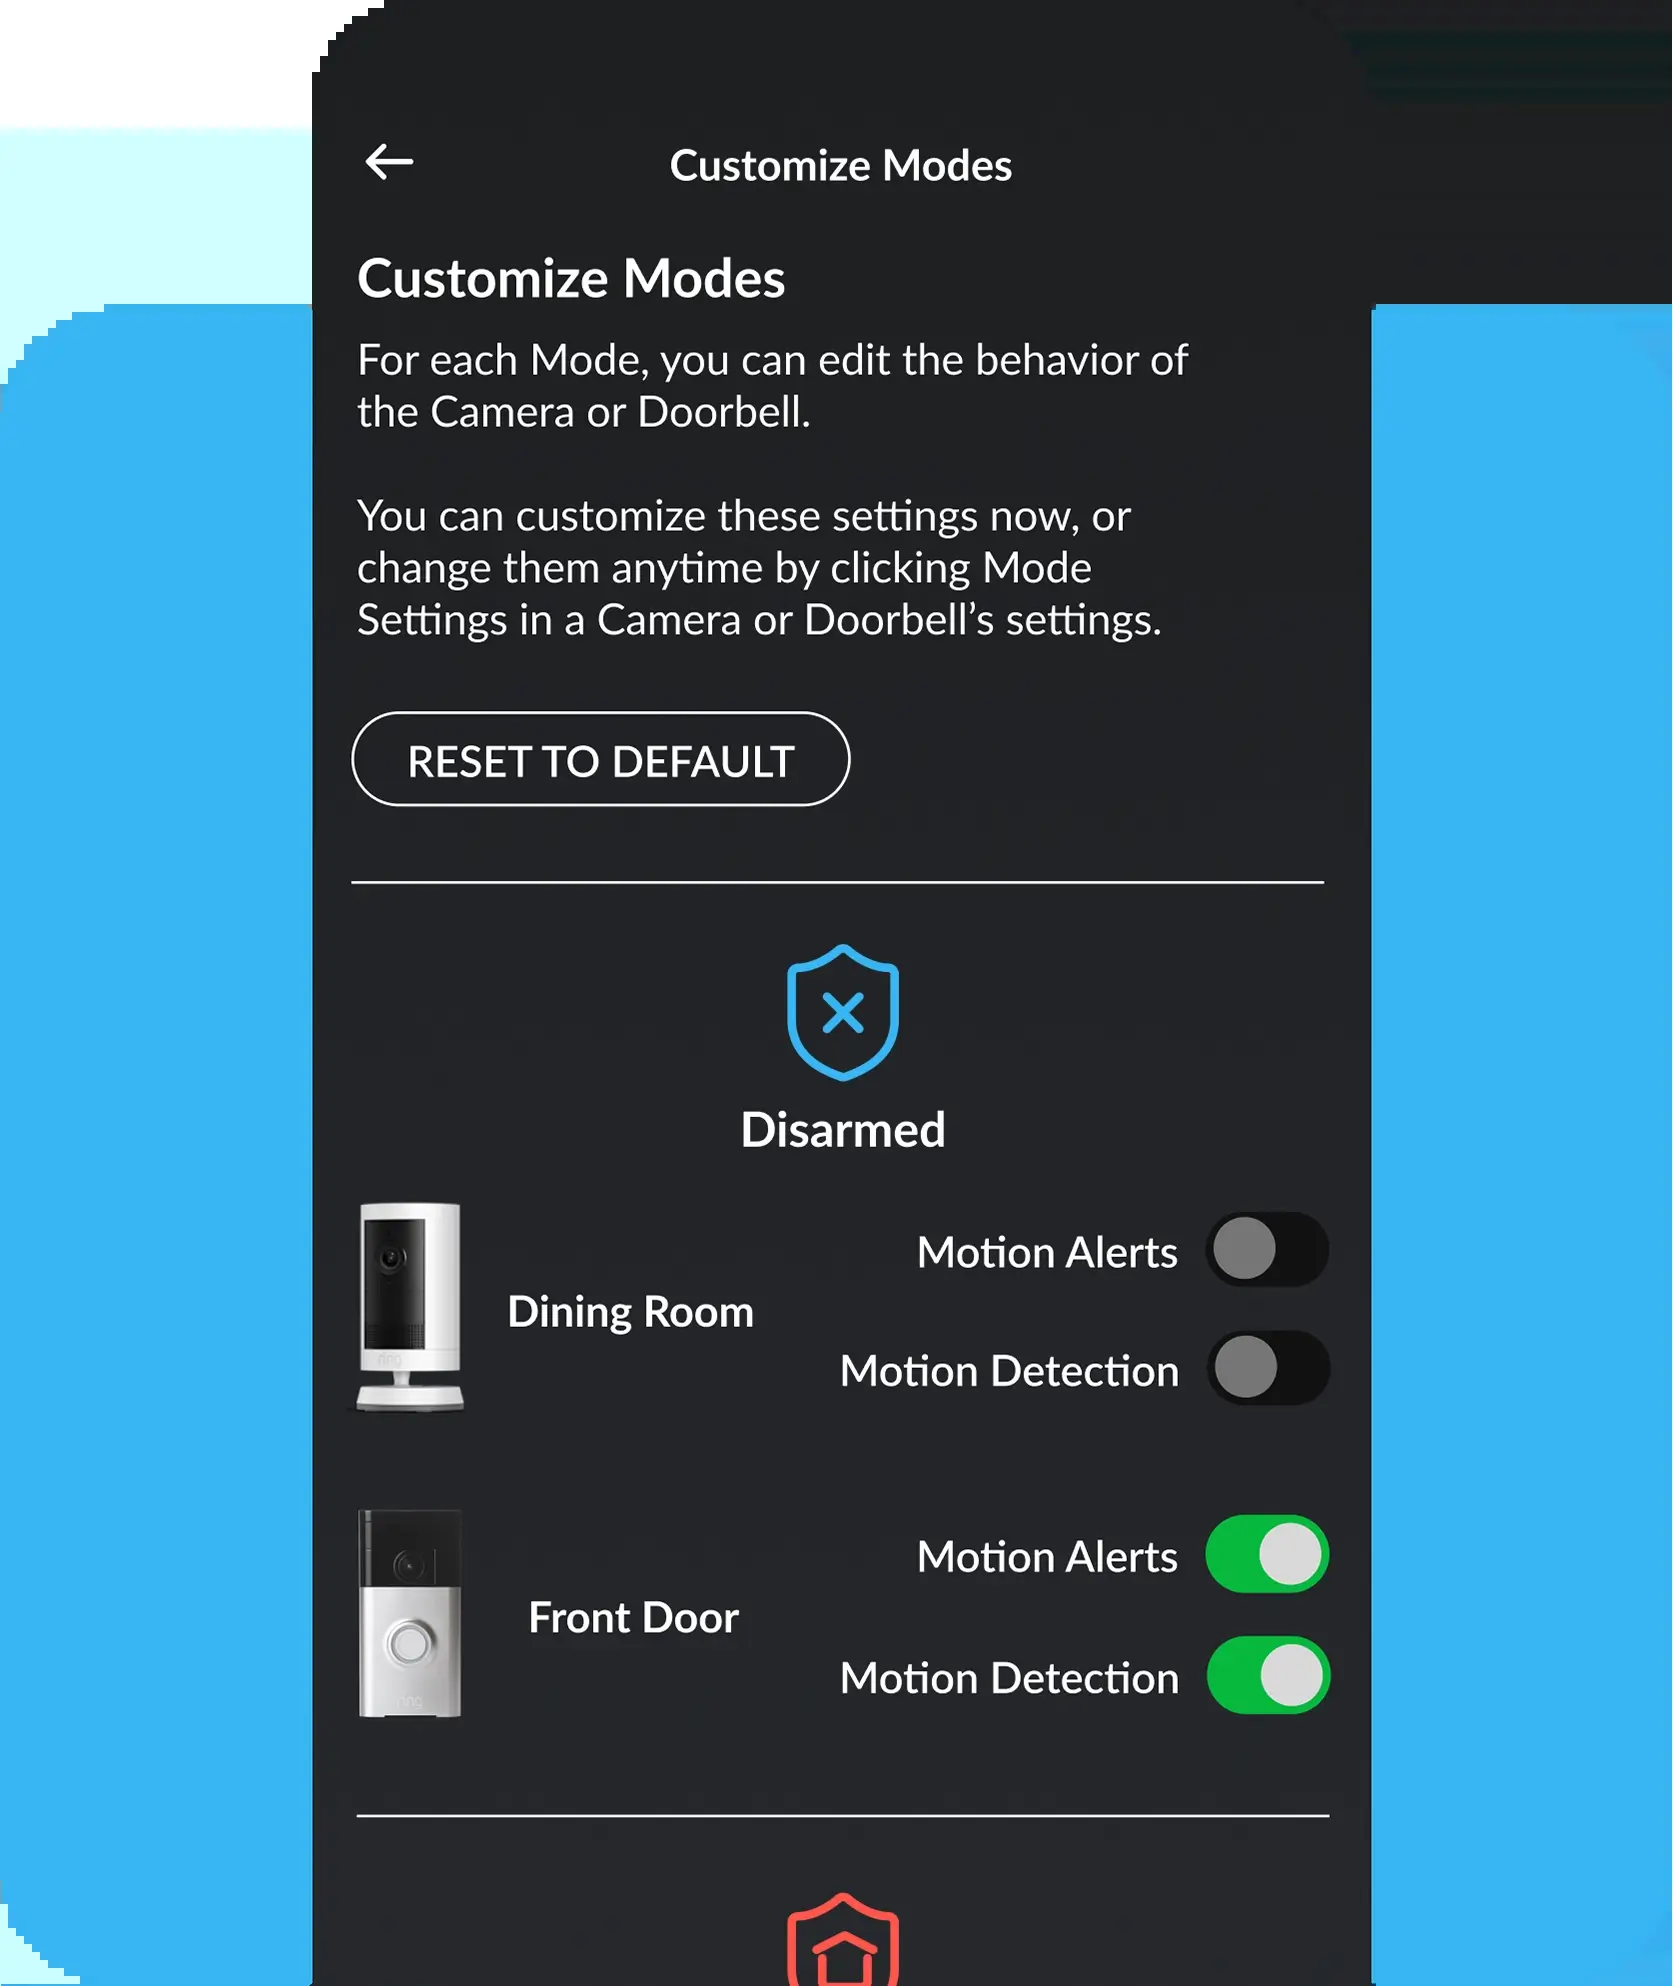 Customize Modes
Customize Modes
For each Mode, you can edit the behavior of
the Camera or Doorbell.
You can customize these settings now, or
change them anytime by clicking Mode
Settings in a Camera or Doorbell’s settings.
RESET TO DEFAULT
Disarmed
Motion Alerts
Dining Room
Motion Detection
ring
Motion Alerts
Front Door
Motion Detection
ring